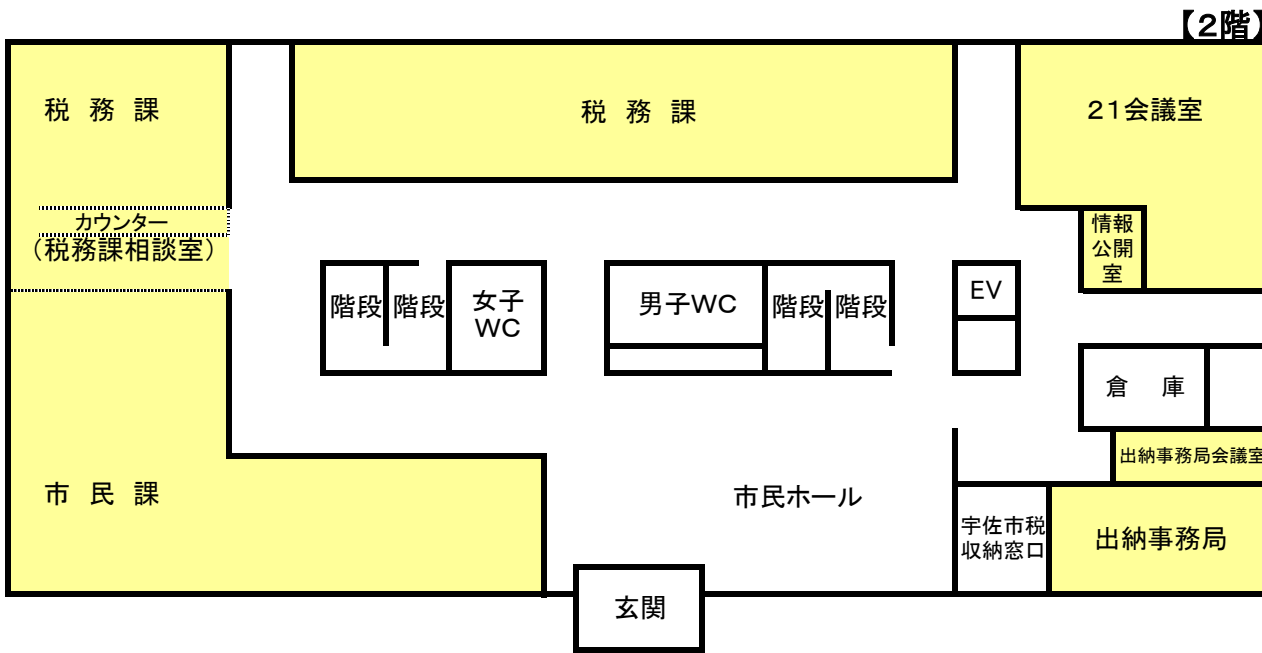 【2階】
税 務 課
税 務 課
21会議室
カウンター
(税務課相談室)
情報
公開
室
階段
階段
女子
WC
男子WC
階段
階段
EV
倉 庫
出納事務局会議室
市 民 課
市民ホール
宇佐市税
収納窓口
出納事務局
玄関